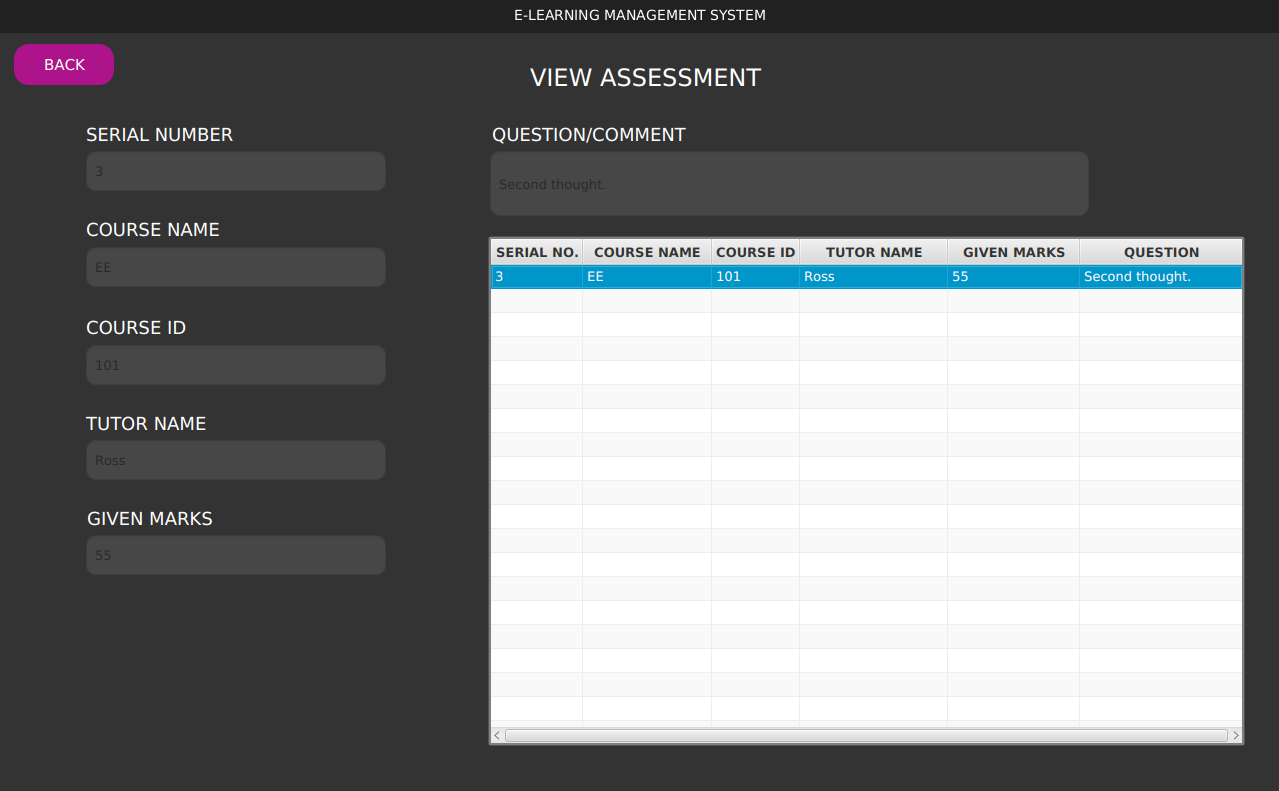 E-LEARNING MANAGEMENT SYSTEM
BACK
VIEW ASSESSMENT
SERIAL NUMBER
3
COURSE NAME
EE
COURSE ID
101
TUTOR NAME
Ross
GIVEN MARKS
55
QUESTION/COMMENT
Second thought.
SERIAL NO. COURSE NAME COURSE ID TUTOR NAME GIVEN MARKS QUESTION
3 EE 101 Ross 55 Second thought.